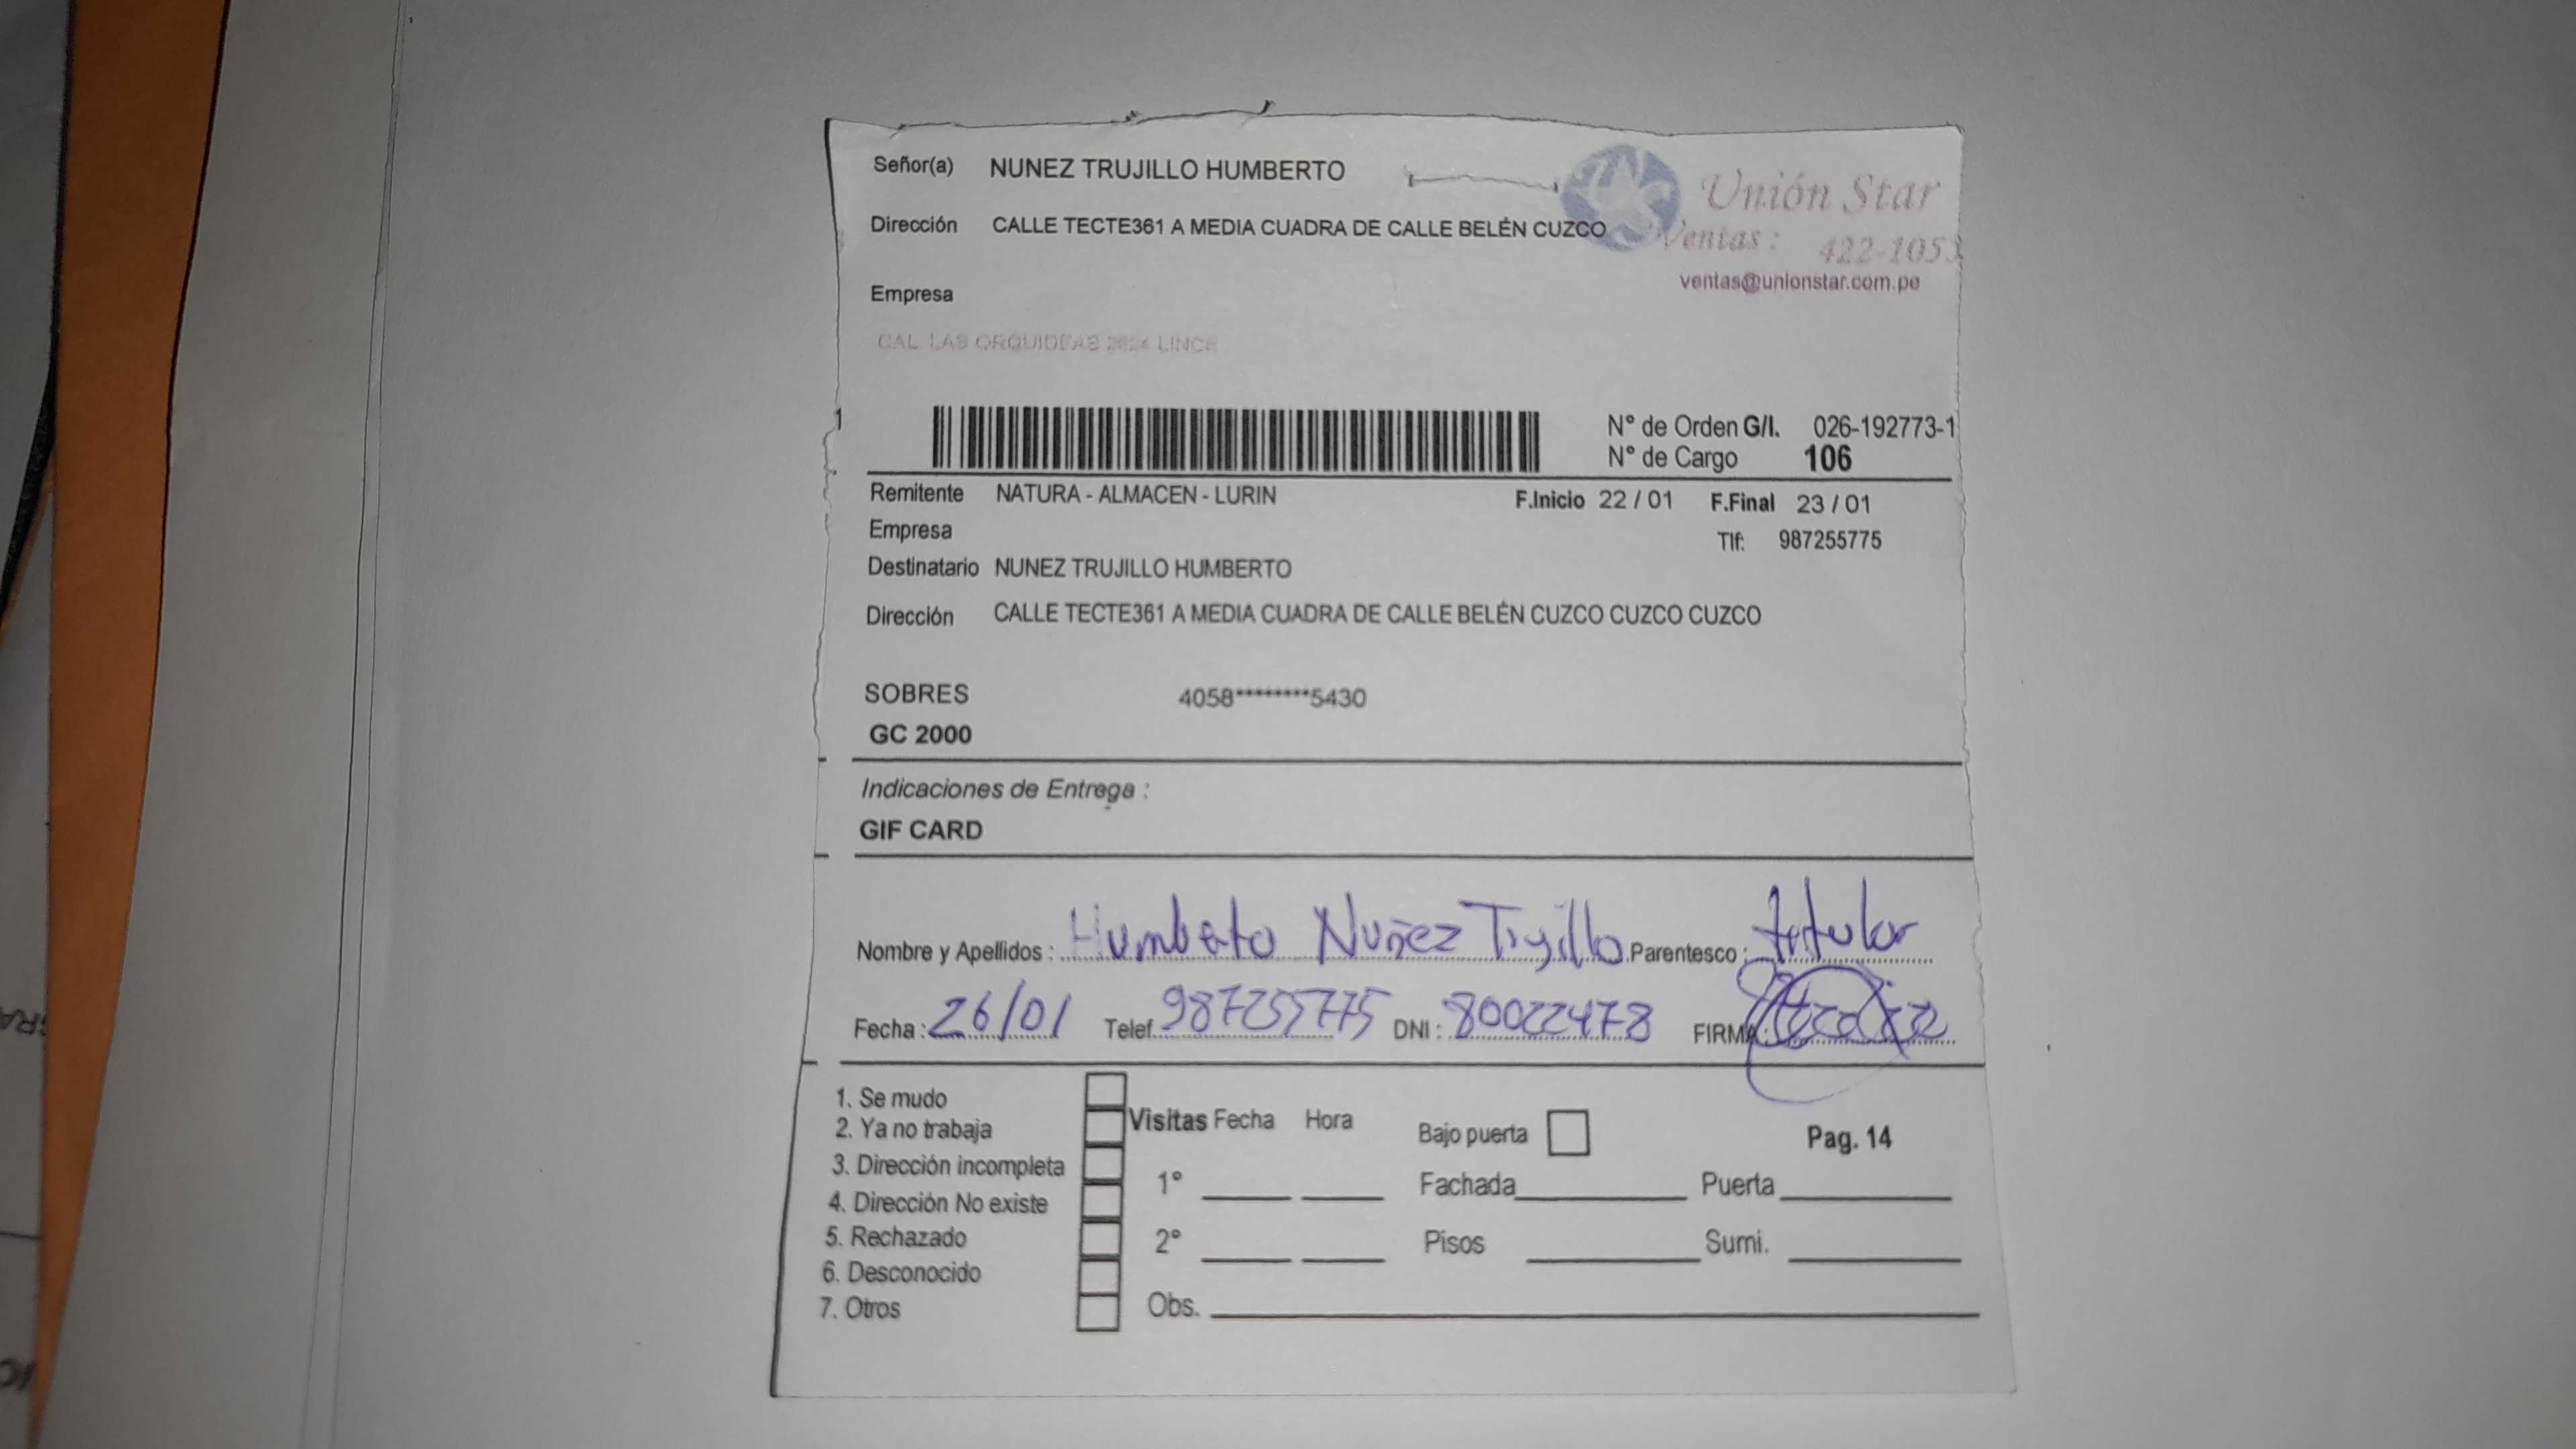 Señor(a) NUNEZ TRUJILLO HUMBERTO
Unión Star
Dirección CALLE TECTE361 A MEDIA CUADRA DE CALLE BELÉN CUZCO
Ventas : 422-1053
ventas@unionstar.com.pe
Empresa
CAL LAS ORQUIDEAS LINCE
N° de Orden G/I. 026-192773-1
N° de Cargo 106
Remitente NATURA - ALMACEN - LURIN F.Inicio 22 / 01 F.Final 23 / 01
Empresa
Tlf: 987255775
Destinatario NUNEZ TRUJILLO HUMBERTO
Dirección CALLE TECTE361 A MEDIA CUADRA DE CALLE BELÉN CUZCO CUZCO CUZCO
SOBRES 4058********5430
GC 2000
Indicaciones de Entrega :
GIF CARD
Nombre y Apellidos : Humberto Nuñez Trujillo Parentesco : titular
Fecha : 26/01 Telef. 987255775 DNI : 80022478 FIRMA :
1. Se mudo
2. Ya no trabaja
3. Dirección incompleta
4. Dirección No existe
5. Rechazado
6. Desconocido
7. Otros
Visitas Fecha Hora
1°
2°
Obs.
Bajo puerta
Pag. 14
Fachada Puerta
Pisos Sumi.